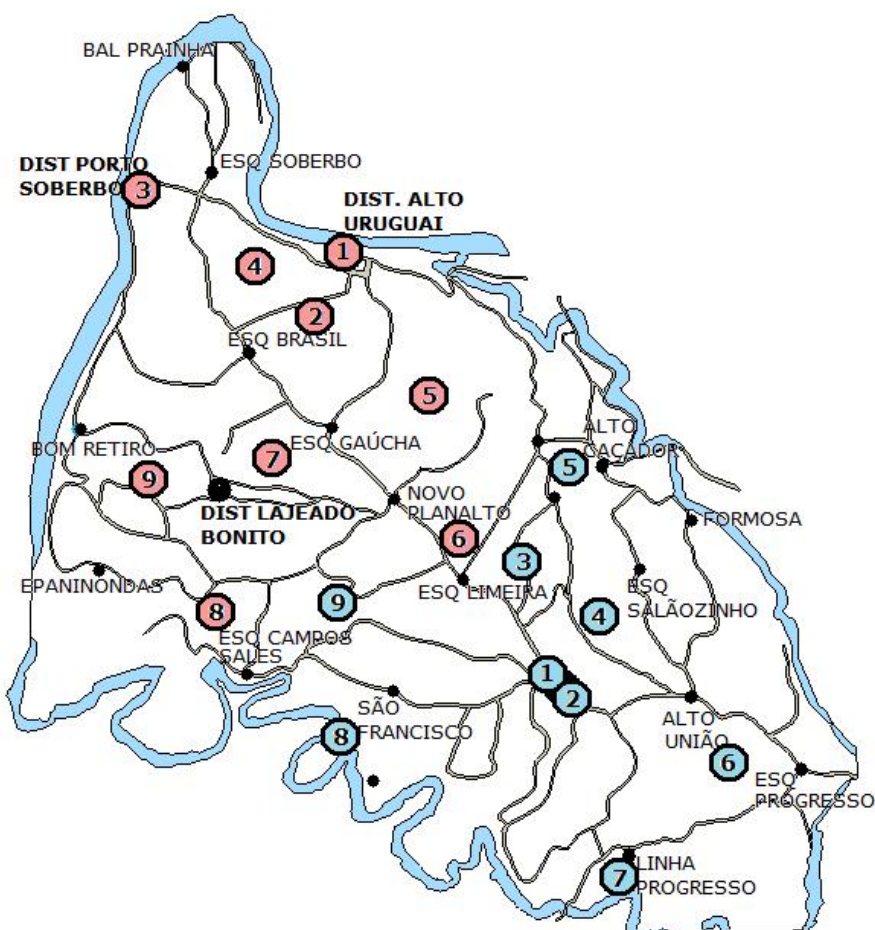 BAL PRAINHA
DIST PORTO
SOBERBO
3
ESQ SOBERBO
DIST. ALTO
URUGUAI
1
4
2
ESQ BRASIL
5
ESQ GAÚCHA
7
ALTO
CAÇADOR
5
BOM RETIRO
9
DIST LAJEADO
BONITO
NOVO
PLANALTO
6
FORMOSA
3
ESQ LIMEIRA
EPANINONDAS
9
8
ESQ
SALÃOZINHO
4
ESQ CAMPOS
SALES
1
2
SÃO
FRANCISCO
8
ALTO
UNIÃO
6
ESQ
PROGRESSO
LINHA
PROGRESSO
7